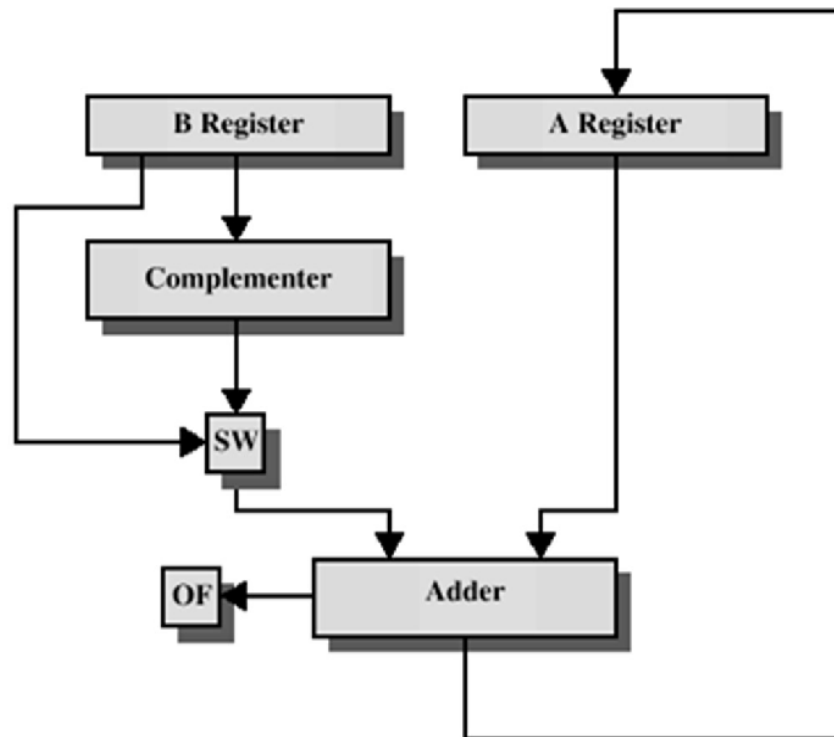 B Register
A Register
Complementer
SW
OF
Adder